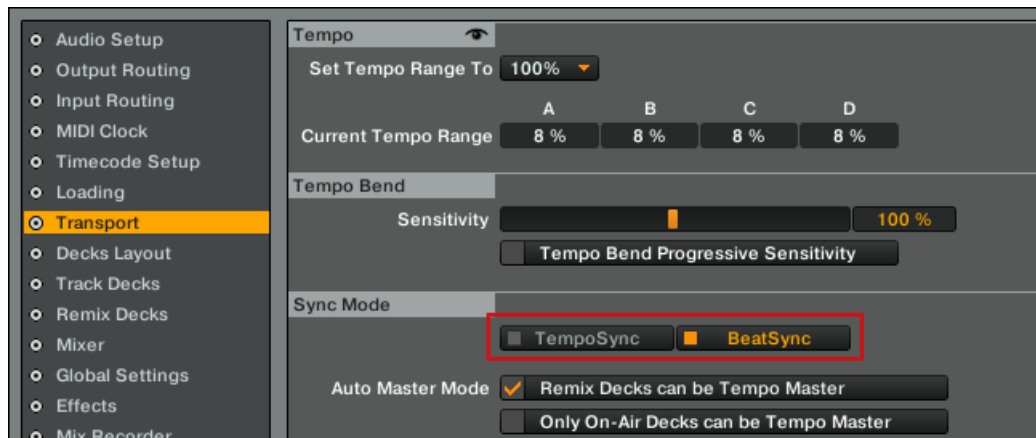 Audio Setup
Output Routing
Input Routing
MIDI Clock
Timecode Setup
Loading
Transport
Decks Layout
Track Decks
Remix Decks
Mixer
Global Settings
Effects
Mix Recorder
Tempo
Set Tempo Range To 100%
A B C D
Current Tempo Range 8 % 8 % 8 % 8 %
Tempo Bend
Sensitivity 100 %
Tempo Bend Progressive Sensitivity
Sync Mode
TempoSync BeatSync
Auto Master Mode Remix Decks can be Tempo Master
Only On-Air Decks can be Tempo Master